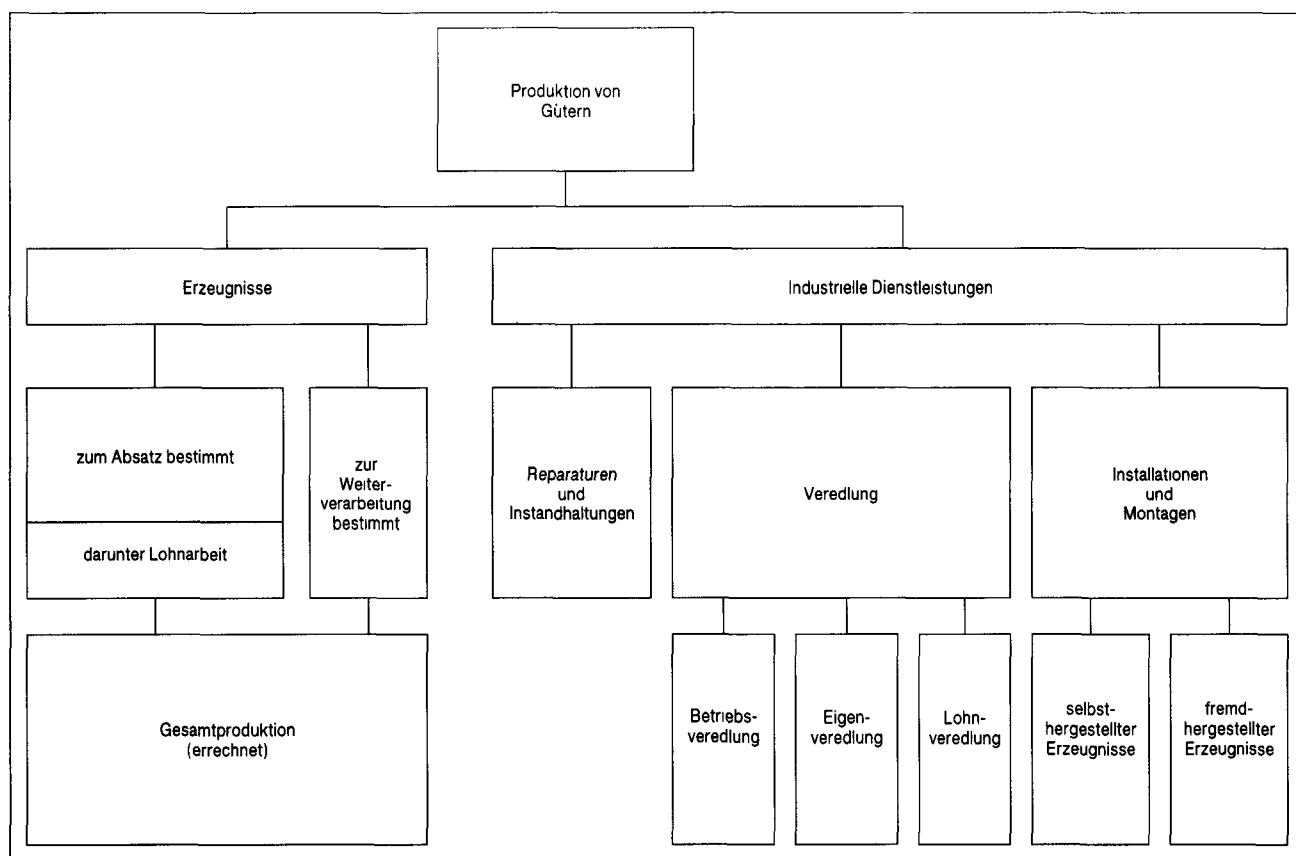 Produktion von
Gütern
Erzeugnisse
Industrielle Dienstleistungen
zum Absatz bestimmt
darunter Lohnarbeit
zur
Weiter-
verarbeitung
bestimmt
Reparaturen
und
Instandhaltungen
Veredlung
Installationen
und
Montagen
Gesamtproduktion
(errechnet)
Betriebs-
veredlung
Eigen-
veredlung
Lohn-
veredlung
selbst-
hergestellter
Erzeugnisse
fremd-
hergestellter
Erzeugnisse